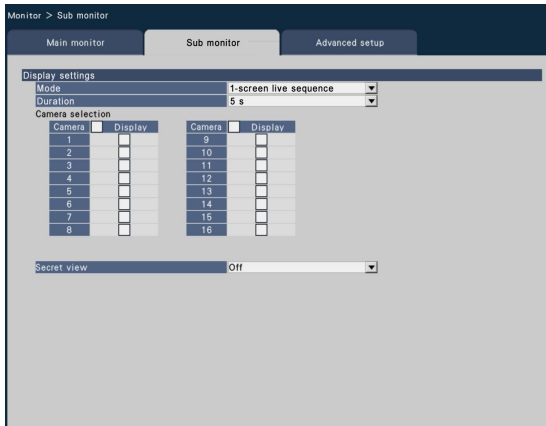 Monitor > Sub monitor
Main monitor Sub monitor Advanced setup
Display settings
Mode 1-screen live sequence
Duration 5 s
Camera selection
Camera Display Camera Display
1 9
2 10
3 11
4 12
5 13
6 14
7 15
8 16
Secret view Off